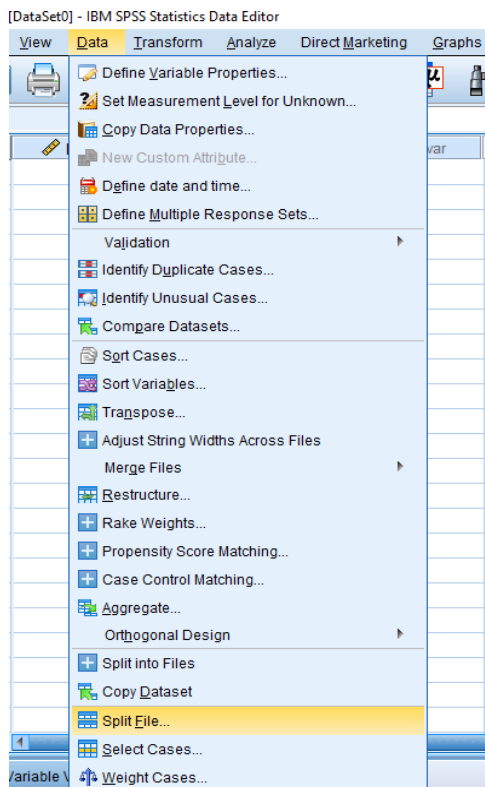 [DataSet0] - IBM SPSS Statistics Data Editor
View Data Transform Analyze Direct Marketing Graphs
Define Variable Properties...
Set Measurement Level for Unknown...
Copy Data Properties...
New Custom Attribute...
var
Define date and time...
Define Multiple Response Sets...
Validation
Identify Duplicate Cases...
Identify Unusual Cases...
Compare Datasets...
Sort Cases...
Sort Variables...
Transpose...
Adjust String Widths Across Files
Merge Files
Restructure...
Rake Weights...
Propensity Score Matching...
Case Control Matching...
Aggregate...
Orthogonal Design
Split into Files
Copy Dataset
Split File...
Select Cases...
Variable V
Weight Cases...